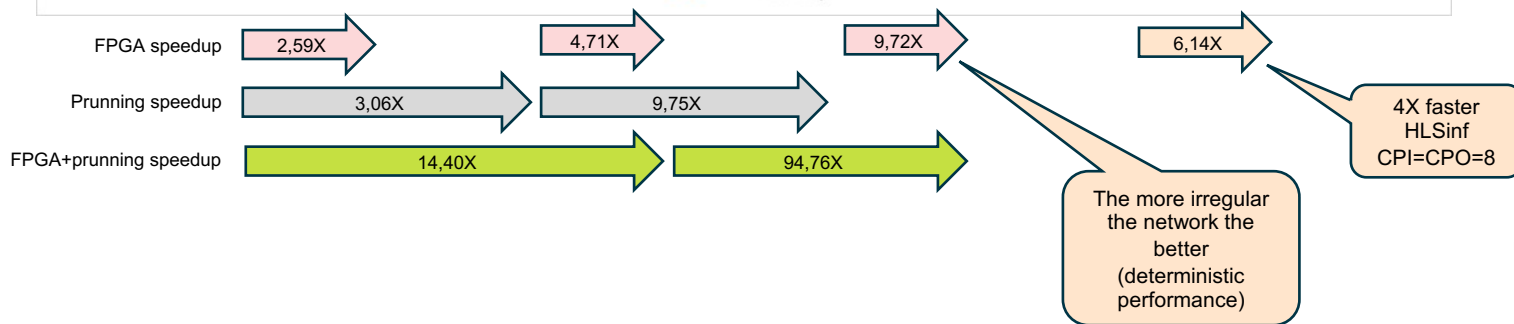 FPGA speedup
2,59X
4,71X
9,72X
6,14X
Prunning speedup
3,06X
9,75X
4X faster
HLSinf
CPI=CPO=8
FPGA+prunning speedup
14,40X
94,76X
The more irregular
the network the
better
(deterministic
performance)